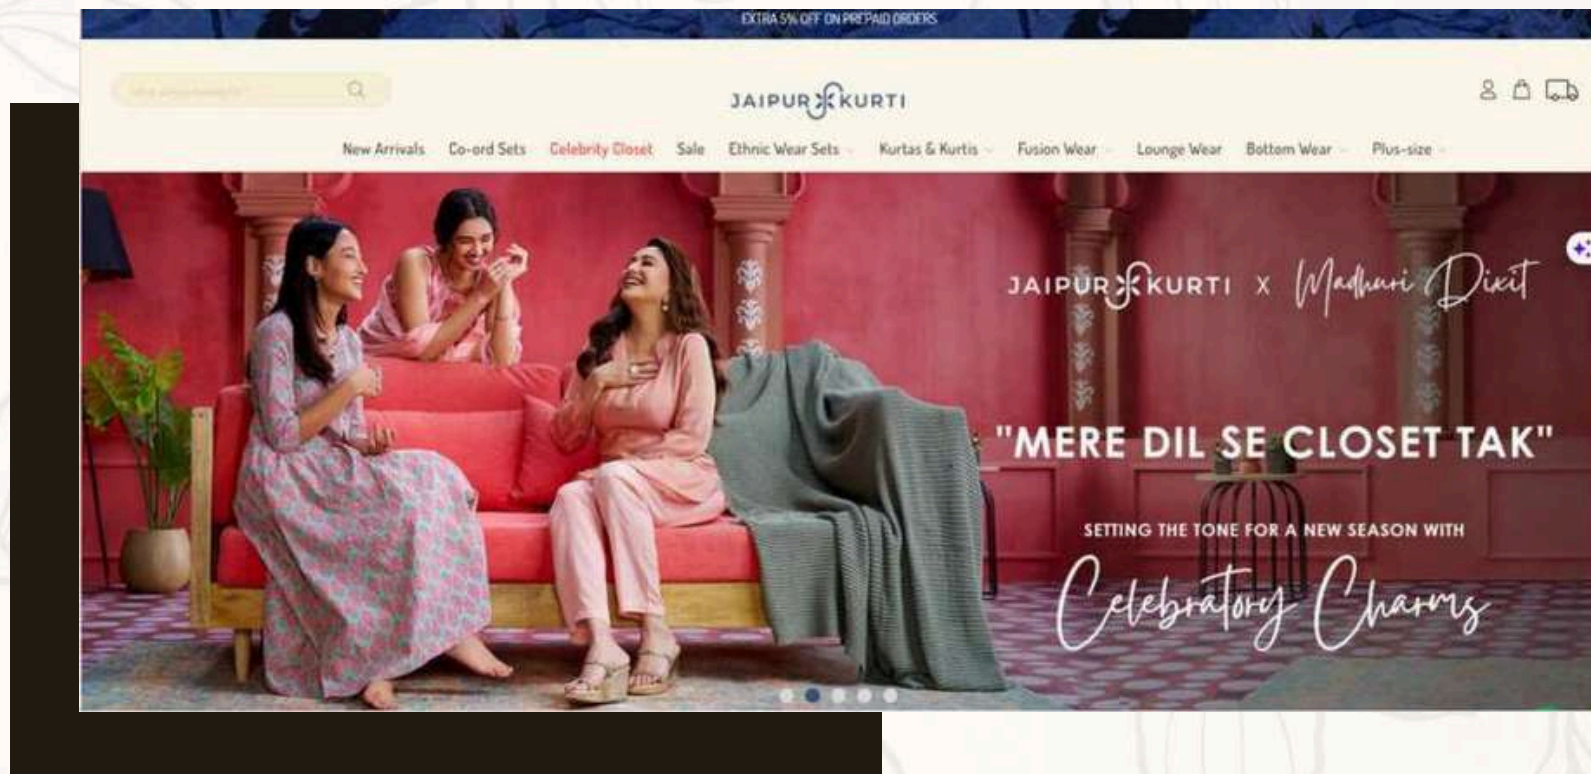 EXTRA 5% OFF ON PREPAID ORDERS
JAIPUR KURTI
New Arrivals Co-ord Sets Celebrity Closet Sale Ethnic Wear Sets Kurtas & Kurtis Fusion Wear Lounge Wear Bottom Wear Plus-size
JAIPUR KURTI X Madhuri Dixit
"MERE DIL SE CLOSET TAK"
SETTING THE TONE FOR A NEW SEASON WITH
Celebratory Charms